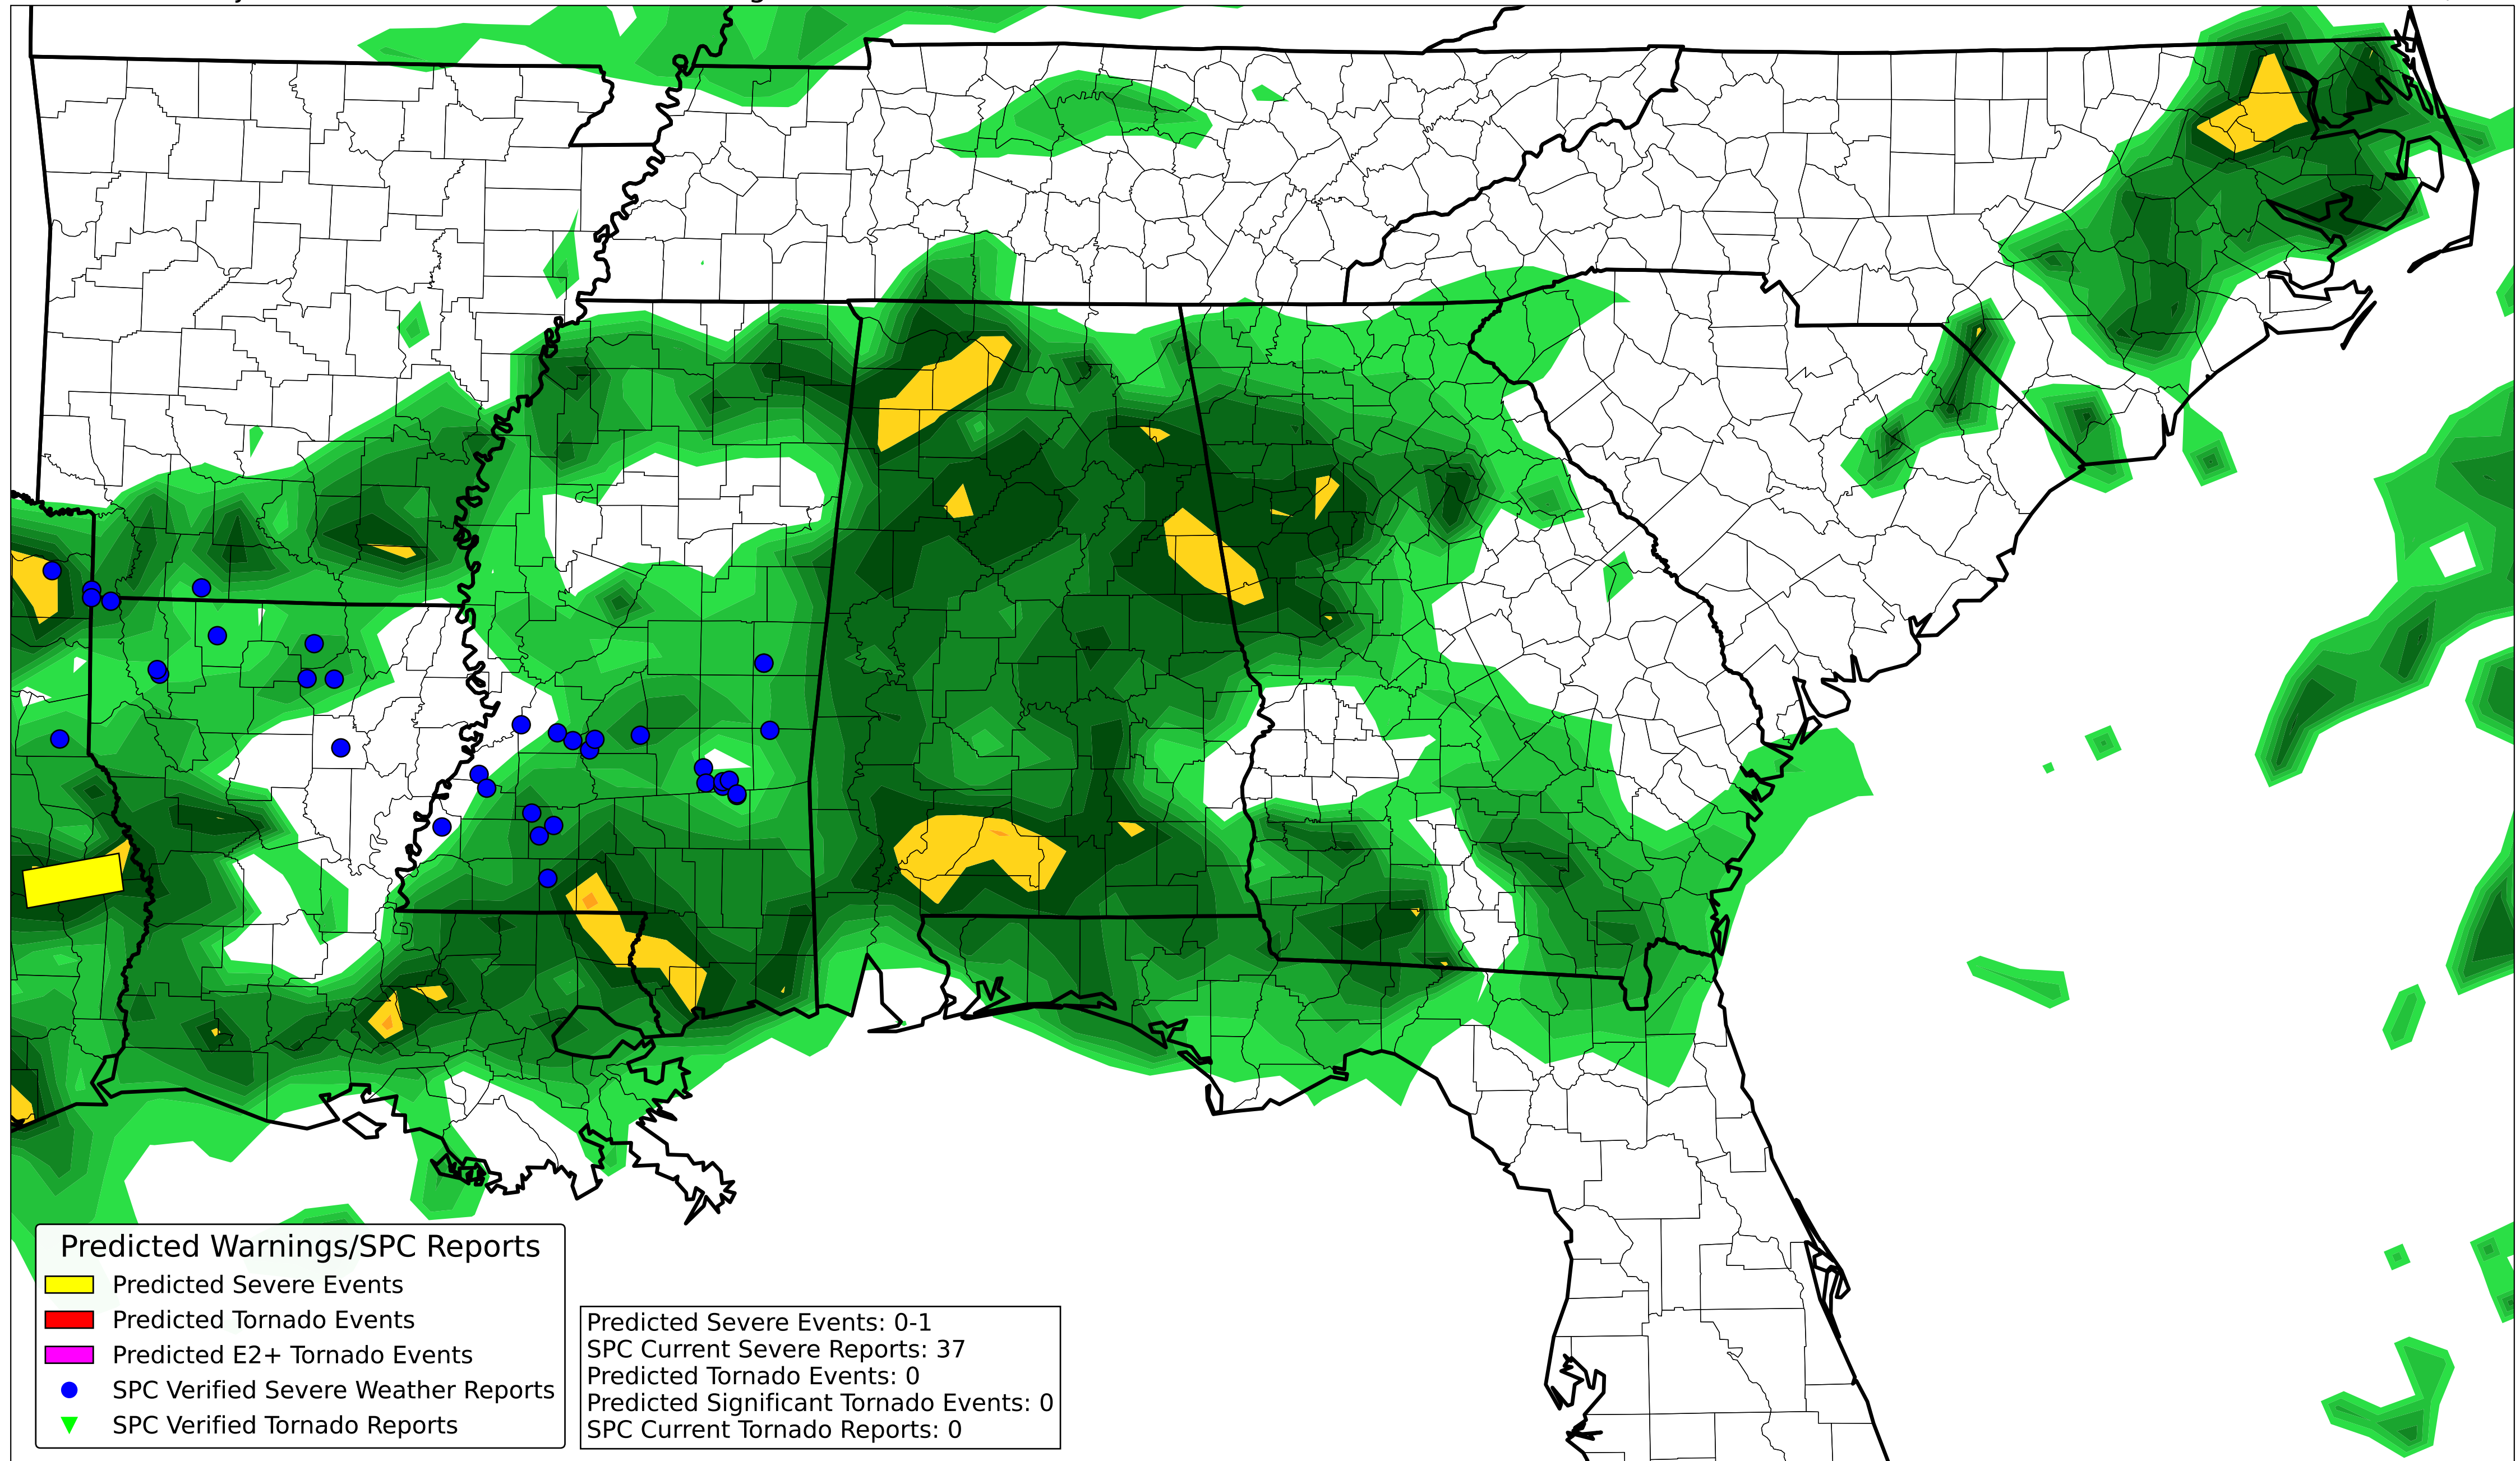 Predicted Warnings/SPC Reports
Predicted Severe Events
Predicted Tornado Events
Predicted E2+ Tornado Events
SPC Verified Severe Weather Reports
SPC Verified Tornado Reports
Predicted Severe Events: 0-1
SPC Current Severe Reports: 37
Predicted Tornado Events: 0
Predicted Significant Tornado Events: 0
SPC Current Tornado Reports: 0